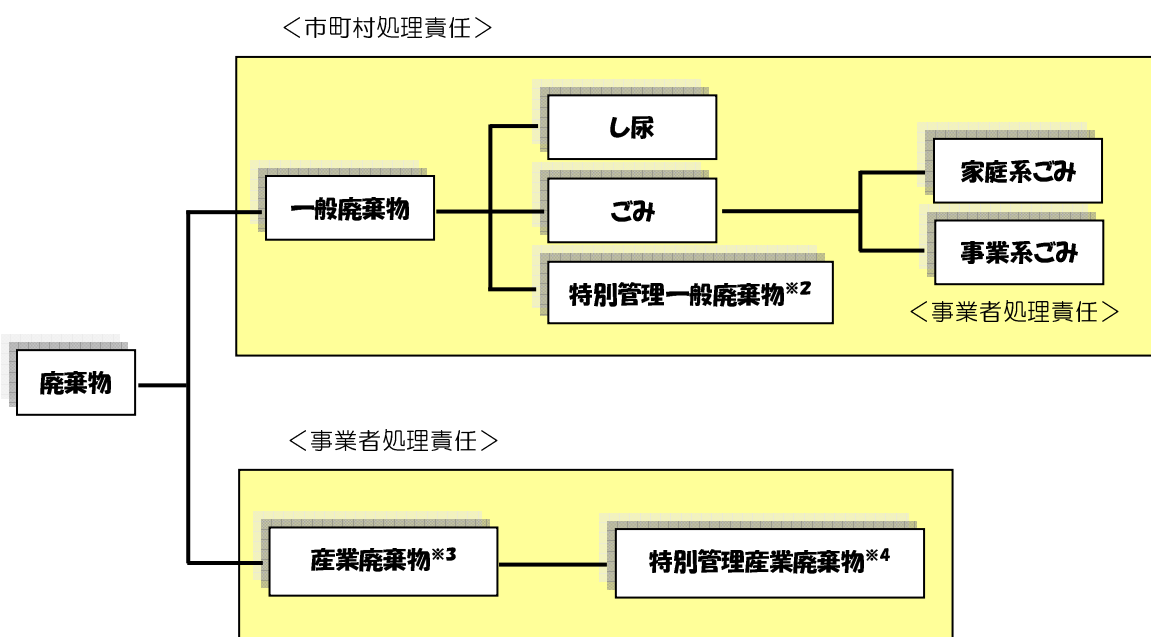 ＜市町村処理責任＞
し尿
家庭系ごみ
一般廃棄物
ごみ
事業系ごみ
特別管理一般廃棄物※2
＜事業者処理責任＞
廃棄物
＜事業者処理責任＞
産業廃棄物※3
特別管理産業廃棄物※4